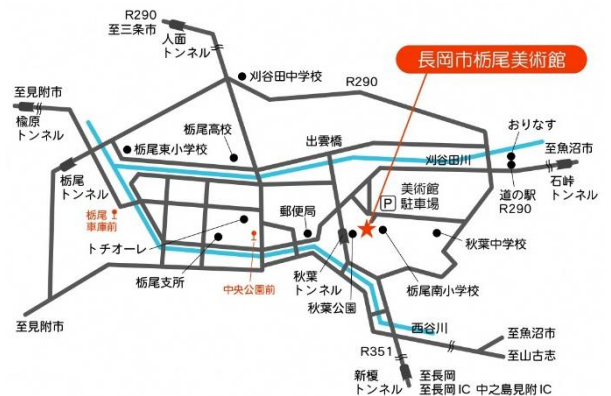 R290
至三条市
人面
トンネル
長岡市栃尾美術館
刈谷田中学校
R290
至見附市
楡原
トンネル
栃尾高校
出雲橋
おりなす
栃尾東小学校
至魚沼市
刈谷田川
栃尾
トンネル
石峠
トンネル
美術館
駐車場
P
道の駅
R290
栃尾
車庫前
郵便局
トチオーレ
秋葉中学校
栃尾支所
中央公園前
秋葉
トンネル
栃尾南小学校
秋葉公園
至見附市
西谷川
至魚沼市
R351
至山古志
新榎
トンネル
至長岡
至長岡IC 中之島見附IC